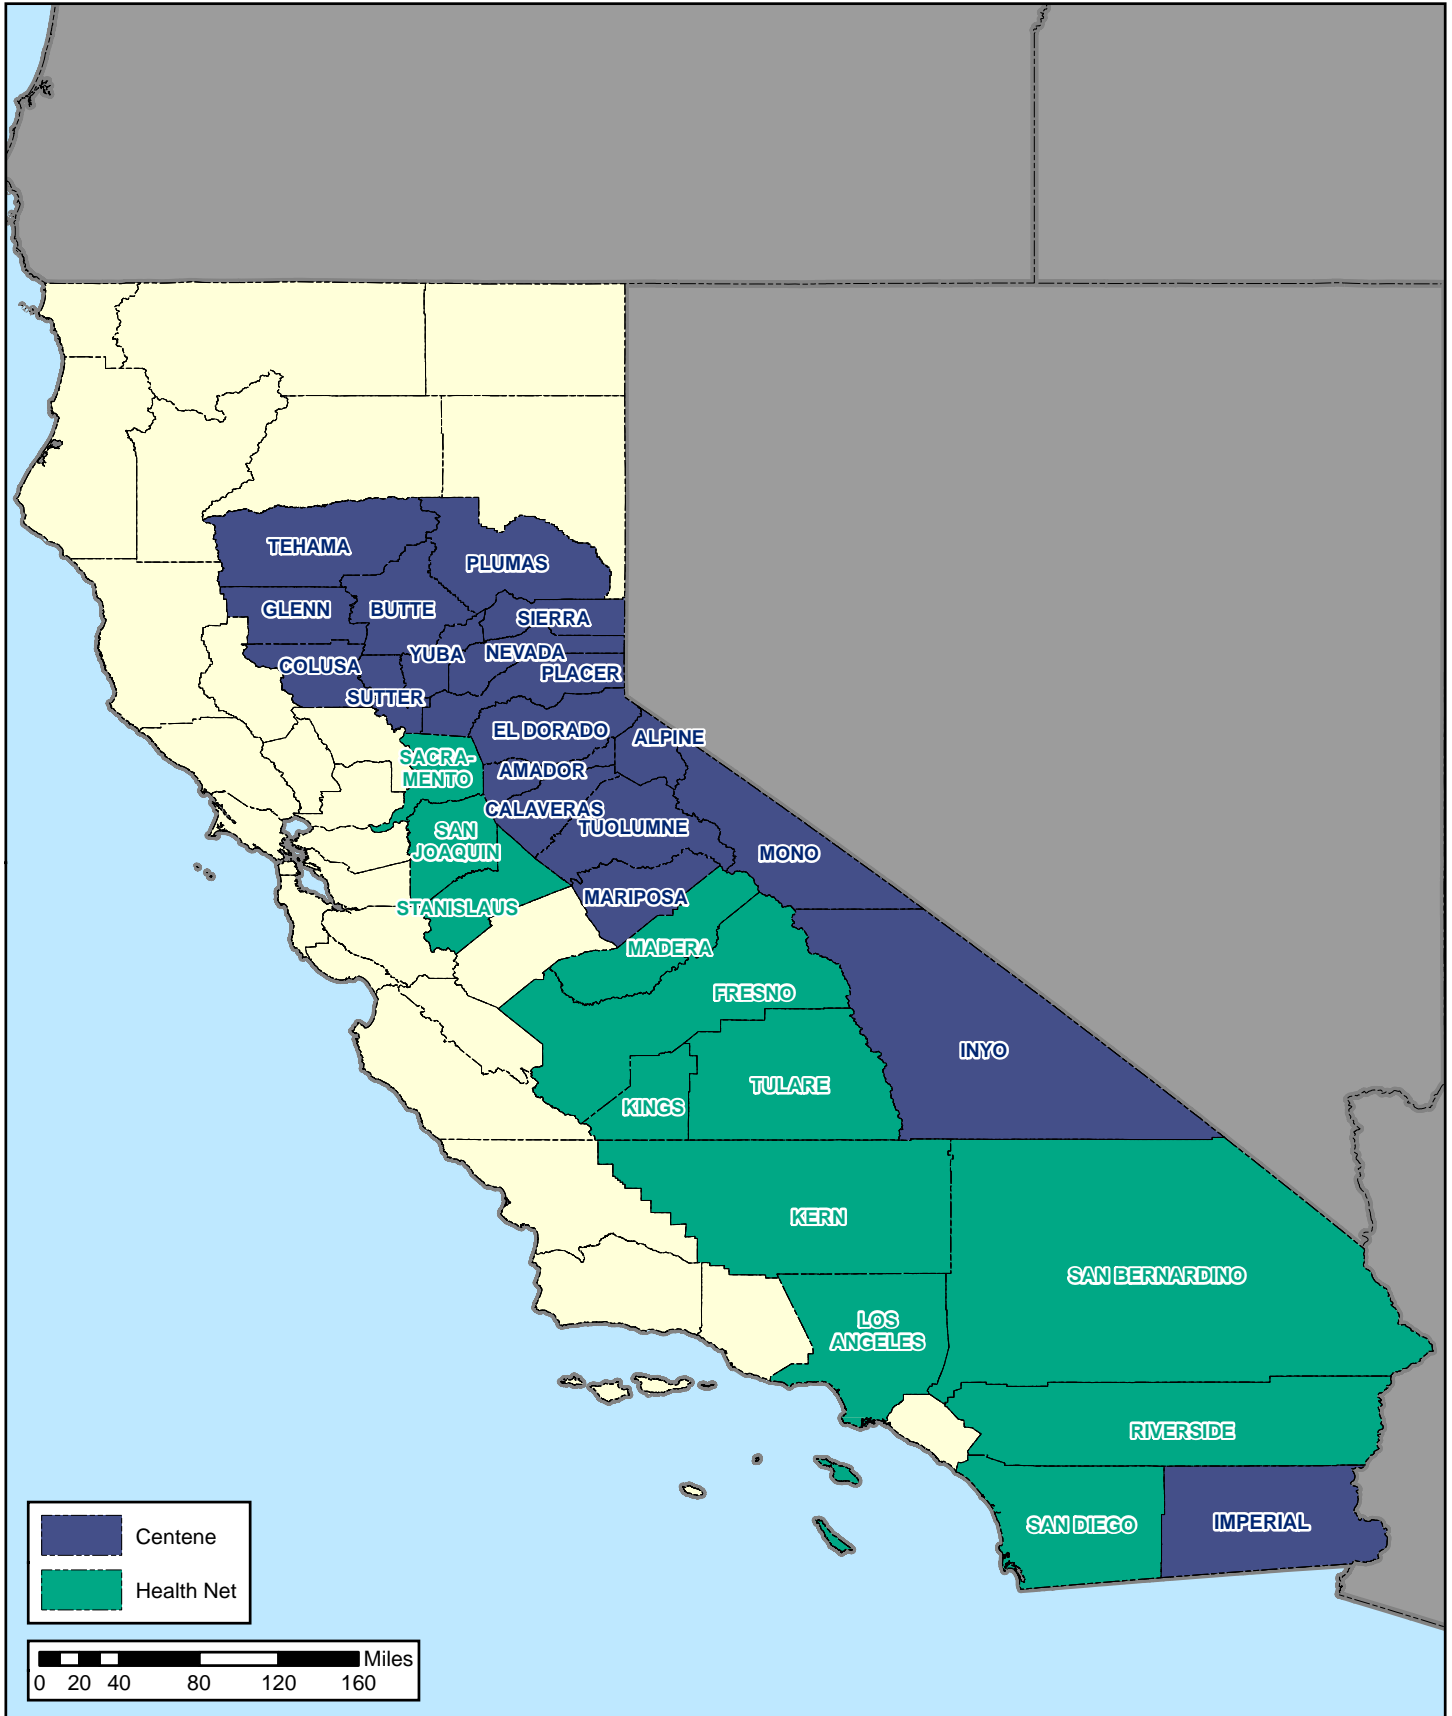 TEHAMA
PLUMAS
GLENN
BUTTE
SIERRA
YUBA
NEVADA
COLUSA
PLACER
SUTTER
EL DORADO
ALPINE
SACRA-
MENTO
AMADOR
CALAVERAS
TUOLUMNE
SAN
JOAQUIN
MONO
MARIPOSA
STANISLAUS
MADERA
FRESNO
INYO
TULARE
KINGS
KERN
SAN BERNARDINO
LOS
ANGELES
RIVERSIDE
SAN DIEGO
IMPERIAL
Centene
Health Net
Miles
0 20 40 80 120 160